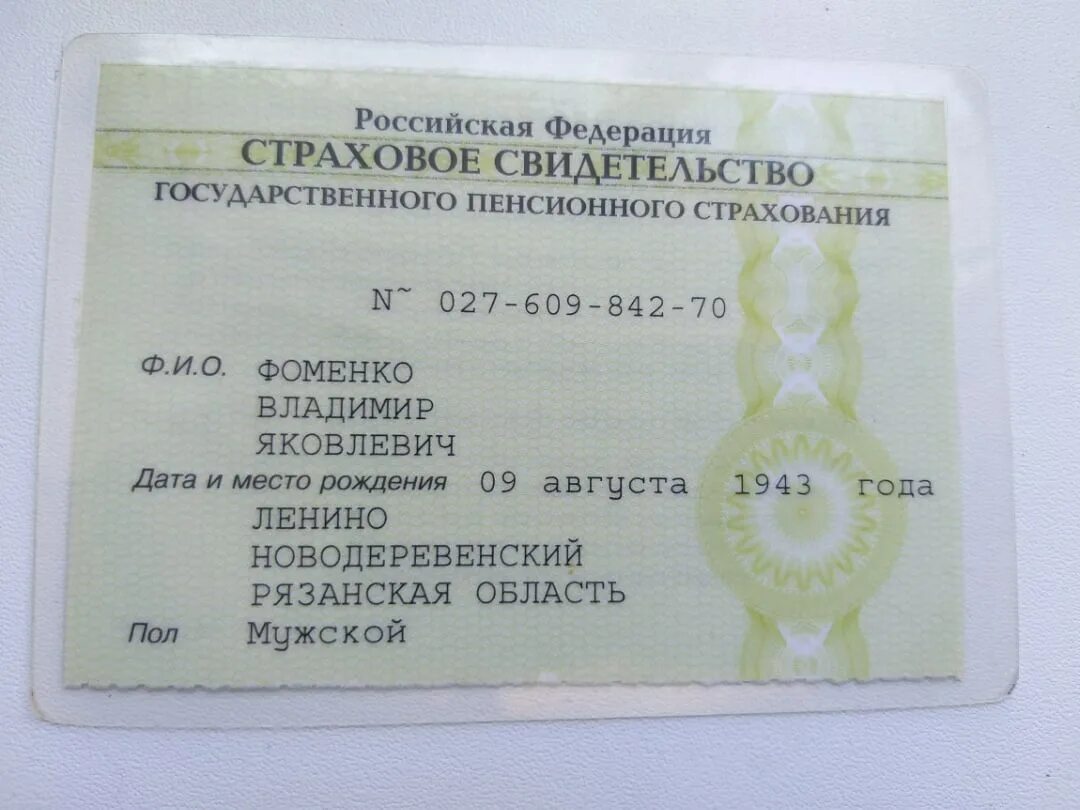 Российская Федерация
СТРАХОВОЕ СВИДЕТЕЛЬСТВО
ГОСУДАРСТВЕННОГО ПЕНСИОННОГО СТРАХОВАНИЯ
N~ 027-609-842-70
Ф.И.О. ФОМЕНКО
ВЛАДИМИР
ЯКОВЛЕВИЧ
Дата и место рождения 09 августа 1943 года
ЛЕНИНО
НОВОДЕРЕВЕНСКИЙ
РЯЗАНСКАЯ ОБЛАСТЬ
Пол Мужской